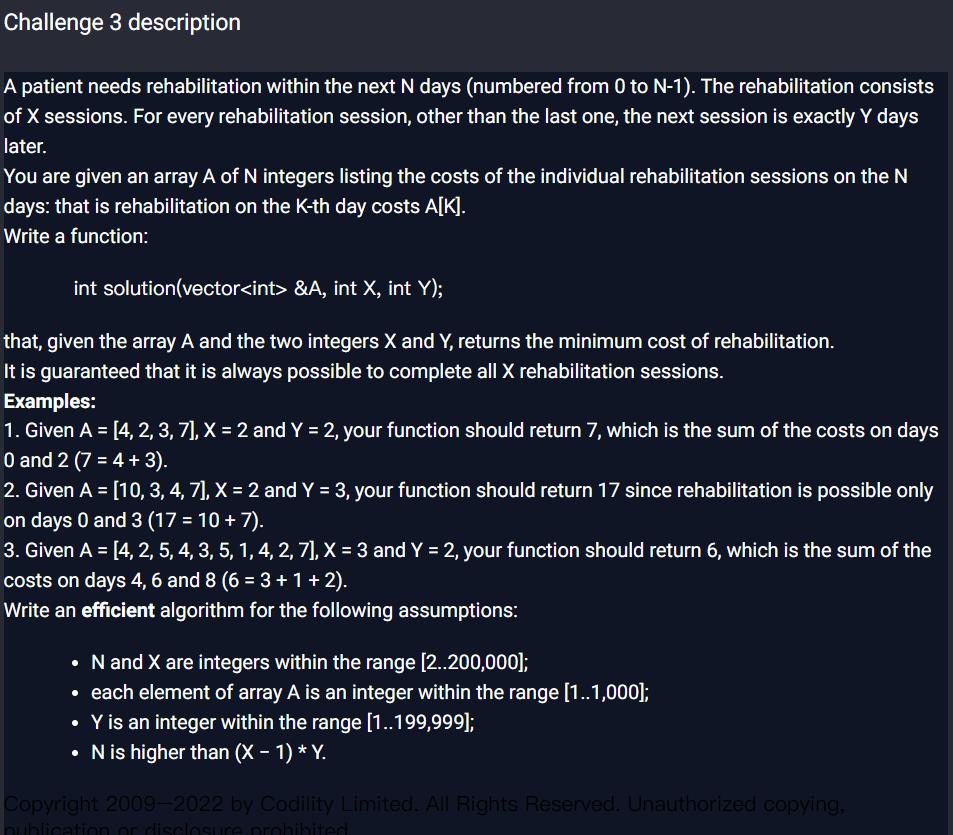 Challenge 3 description
A patient needs rehabilitation within the next N days (numbered from 0 to N-1). The rehabilitation consists
of X sessions. For every rehabilitation session, other than the last one, the next session is exactly Y days
later.
You are given an array A of N integers listing the costs of the individual rehabilitation sessions on the N
days: that is rehabilitation on the K-th day costs A[K].
Write a function:
int solution(vector<int> &A, int X, int Y);
that, given the array A and the two integers X and Y, returns the minimum cost of rehabilitation.
It is guaranteed that it is always possible to complete all X rehabilitation sessions.
Examples:
1. Given A = [4, 2, 3, 7], X = 2 and Y = 2, your function should return 7, which is the sum of the costs on days
0 and 2 (7 = 4 + 3).
2. Given A = [10, 3, 4, 7], X = 2 and Y = 3, your function should return 17 since rehabilitation is possible only
on days 0 and 3 (17 = 10 + 7).
3. Given A = [4, 2, 5, 4, 3, 5, 1, 4, 2, 7], X = 3 and Y = 2, your function should return 6, which is the sum of the
costs on days 4, 6 and 8 (6 = 3 + 1 + 2).
Write an efficient algorithm for the following assumptions:
• N and X are integers within the range [2..200,000];
• each element of array A is an integer within the range [1..1,000];
• Y is an integer within the range [1..199,999];
• N is higher than (X − 1) * Y.
Copyright 2009–2022 by Codility Limited. All Rights Reserved. Unauthorized copying,
publication or disclosure prohibited